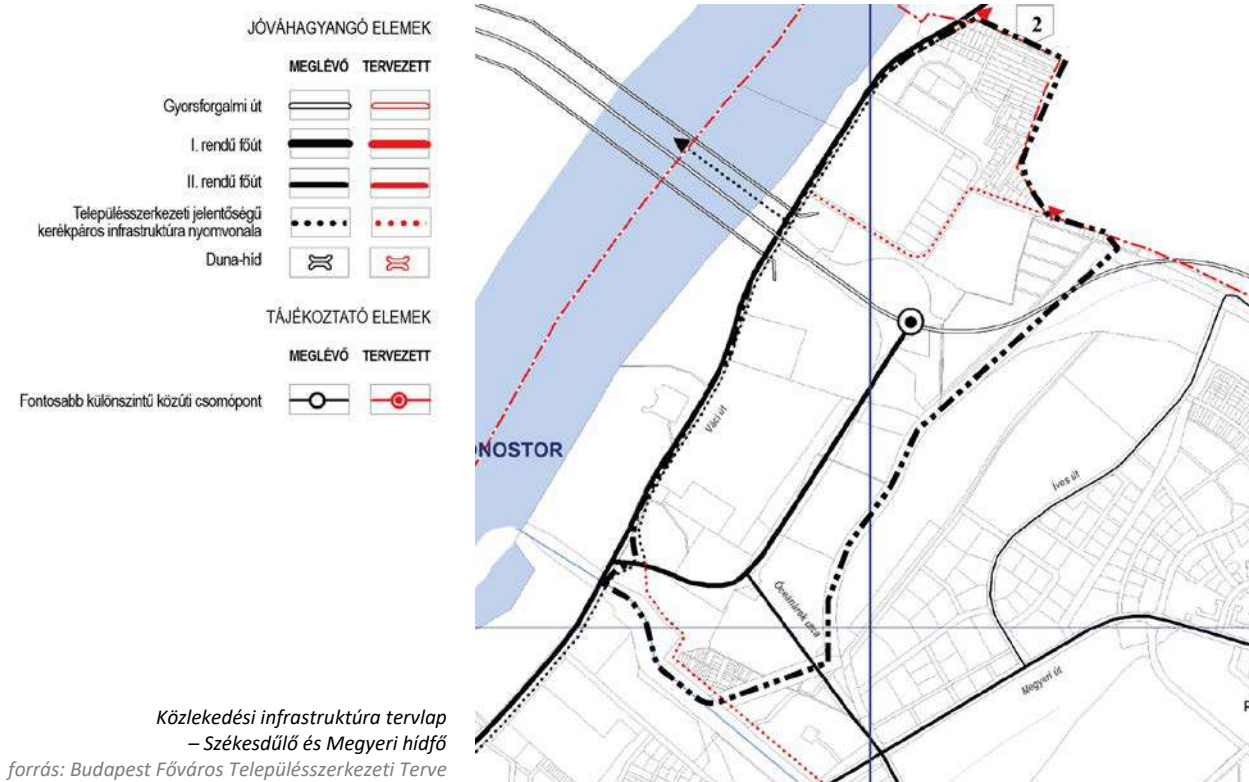 JÓVÁHAGYANGÓ ELEMEK
MEGLÉVŐ TERVEZETT
Gyorsforgalmi út
I. rendű főút
II. rendű főút
Településszerkezeti jelentőségű
kerékpáros infrastruktúra nyomvonala
Duna-híd
TÁJÉKOZTATÓ ELEMEK
MEGLÉVŐ TERVEZETT
Fontosabb különszintű közúti csomópont
Közlekedési infrastruktúra tervlap
– Székesdűlő és Megyeri hídfő
forrás: Budapest Főváros Településszerkezeti Terve
2
Váci út
NOSTOR
Íves út
Óceánárok utca
Megyeri út